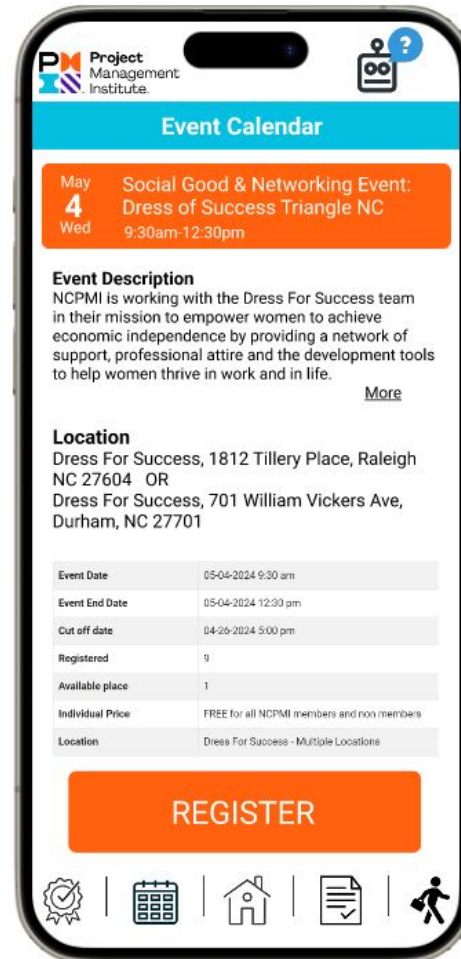 PM
Project
Management
Institute.
?
Event Calendar
May
4
Wed
Social Good & Networking Event:
Dress of Success Triangle NC
9:30am-12:30pm
Event Description
NCPMI is working with the Dress For Success team
in their mission to empower women to achieve
economic independence by providing a network of
support, professional attire and the development tools
to help women thrive in work and in life.
More
Location
Dress For Success, 1812 Tillery Place, Raleigh
NC 27604 OR
Dress For Success, 701 William Vickers Ave,
Durham, NC 27701
Event Date 05-04-2024 9:30 am
Event End Date 05-04-2024 12:30 pm
Cut off date 04-26-2024 5:00 pm
Registered 9
Available place 1
Individual Price FREE for all NCPMI members and non members
Location Dress For Success - Multiple Locations
REGISTER